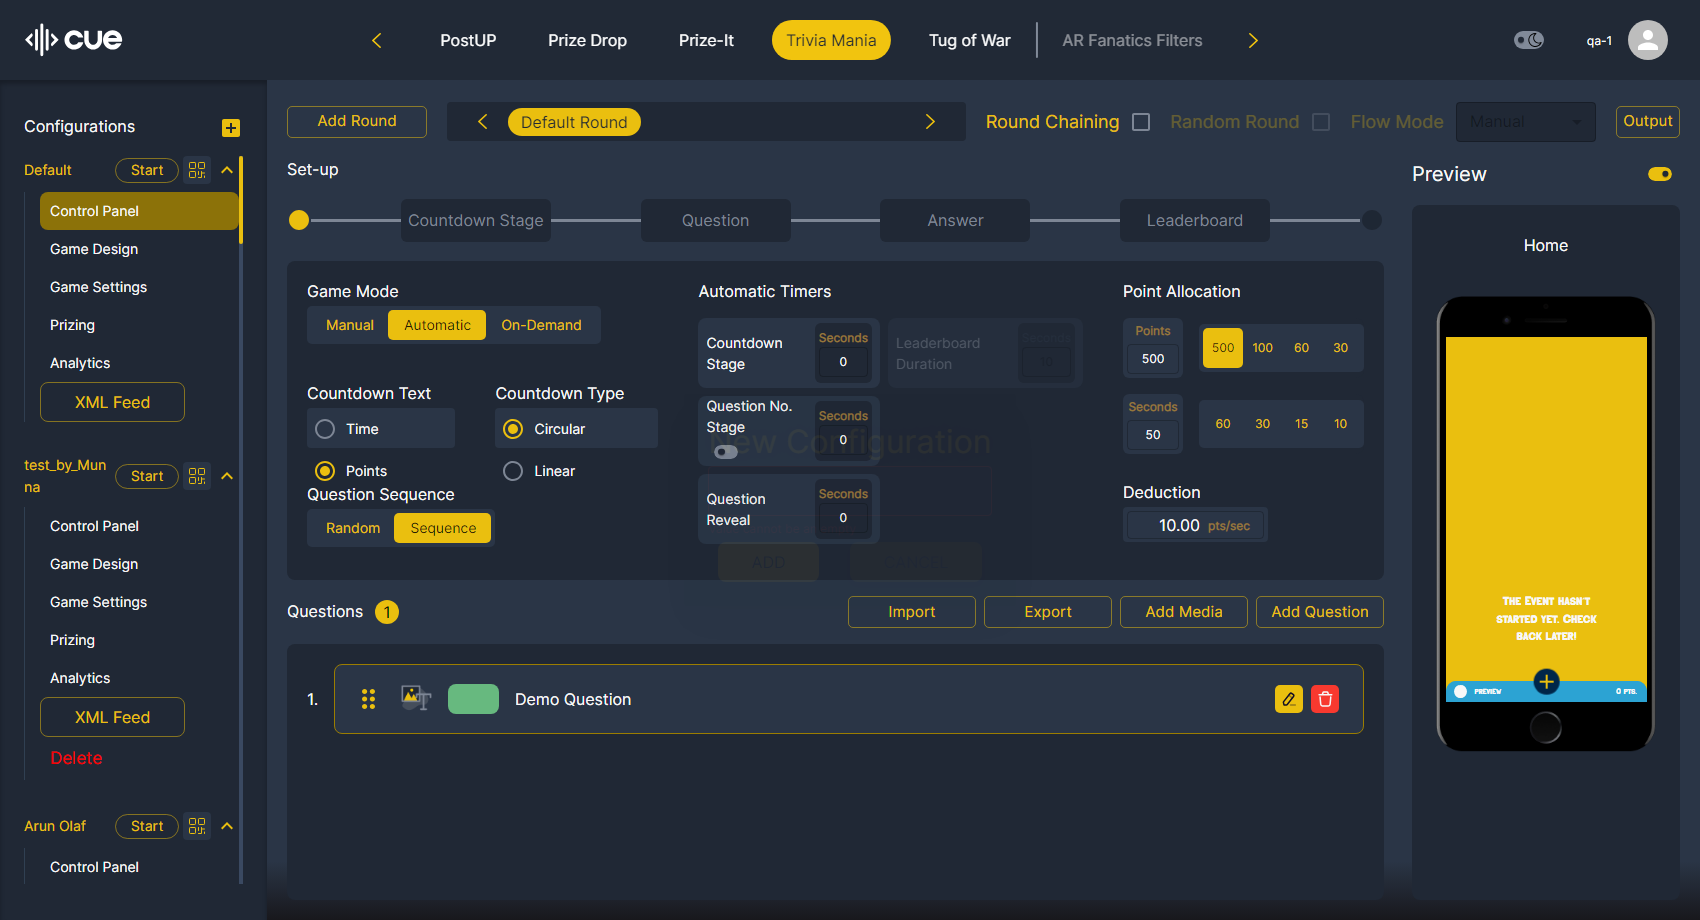 cue
PostUP
Prize Drop
Prize-It
Trivia Mania
Tug of War
AR Fanatics Filters
qa-1
Configurations
Default
Start
Control Panel
Game Design
Game Settings
Prizing
Analytics
XML Feed
test_by_Mun
na
Start
Control Panel
Game Design
Game Settings
Prizing
Analytics
XML Feed
Delete
Arun Olaf
Start
Control Panel
Add Round
Default Round
Round Chaining
Random Round
Flow Mode
Manual
Output
Set-up
Countdown Stage
Question
Answer
Leaderboard
Game Mode
Manual
Automatic
On-Demand
Countdown Text
Time
Points
Countdown Type
Circular
Linear
Question Sequence
Random
Sequence
Automatic Timers
Countdown
Stage
Seconds
0
Leaderboard
Duration
Seconds
10
Question No.
Stage
Seconds
0
New Configuration
Question
Reveal
Seconds
0
ADD
Point Allocation
Points
500
500
100
60
30
Seconds
50
60
30
15
10
Deduction
10.00 pts/sec
Questions 1
Import
Export
Add Media
Add Question
1.
T
Demo Question
Preview
Home
The Event hasn't
started yet. Check
back later!
PREVIEW
0 PTS.